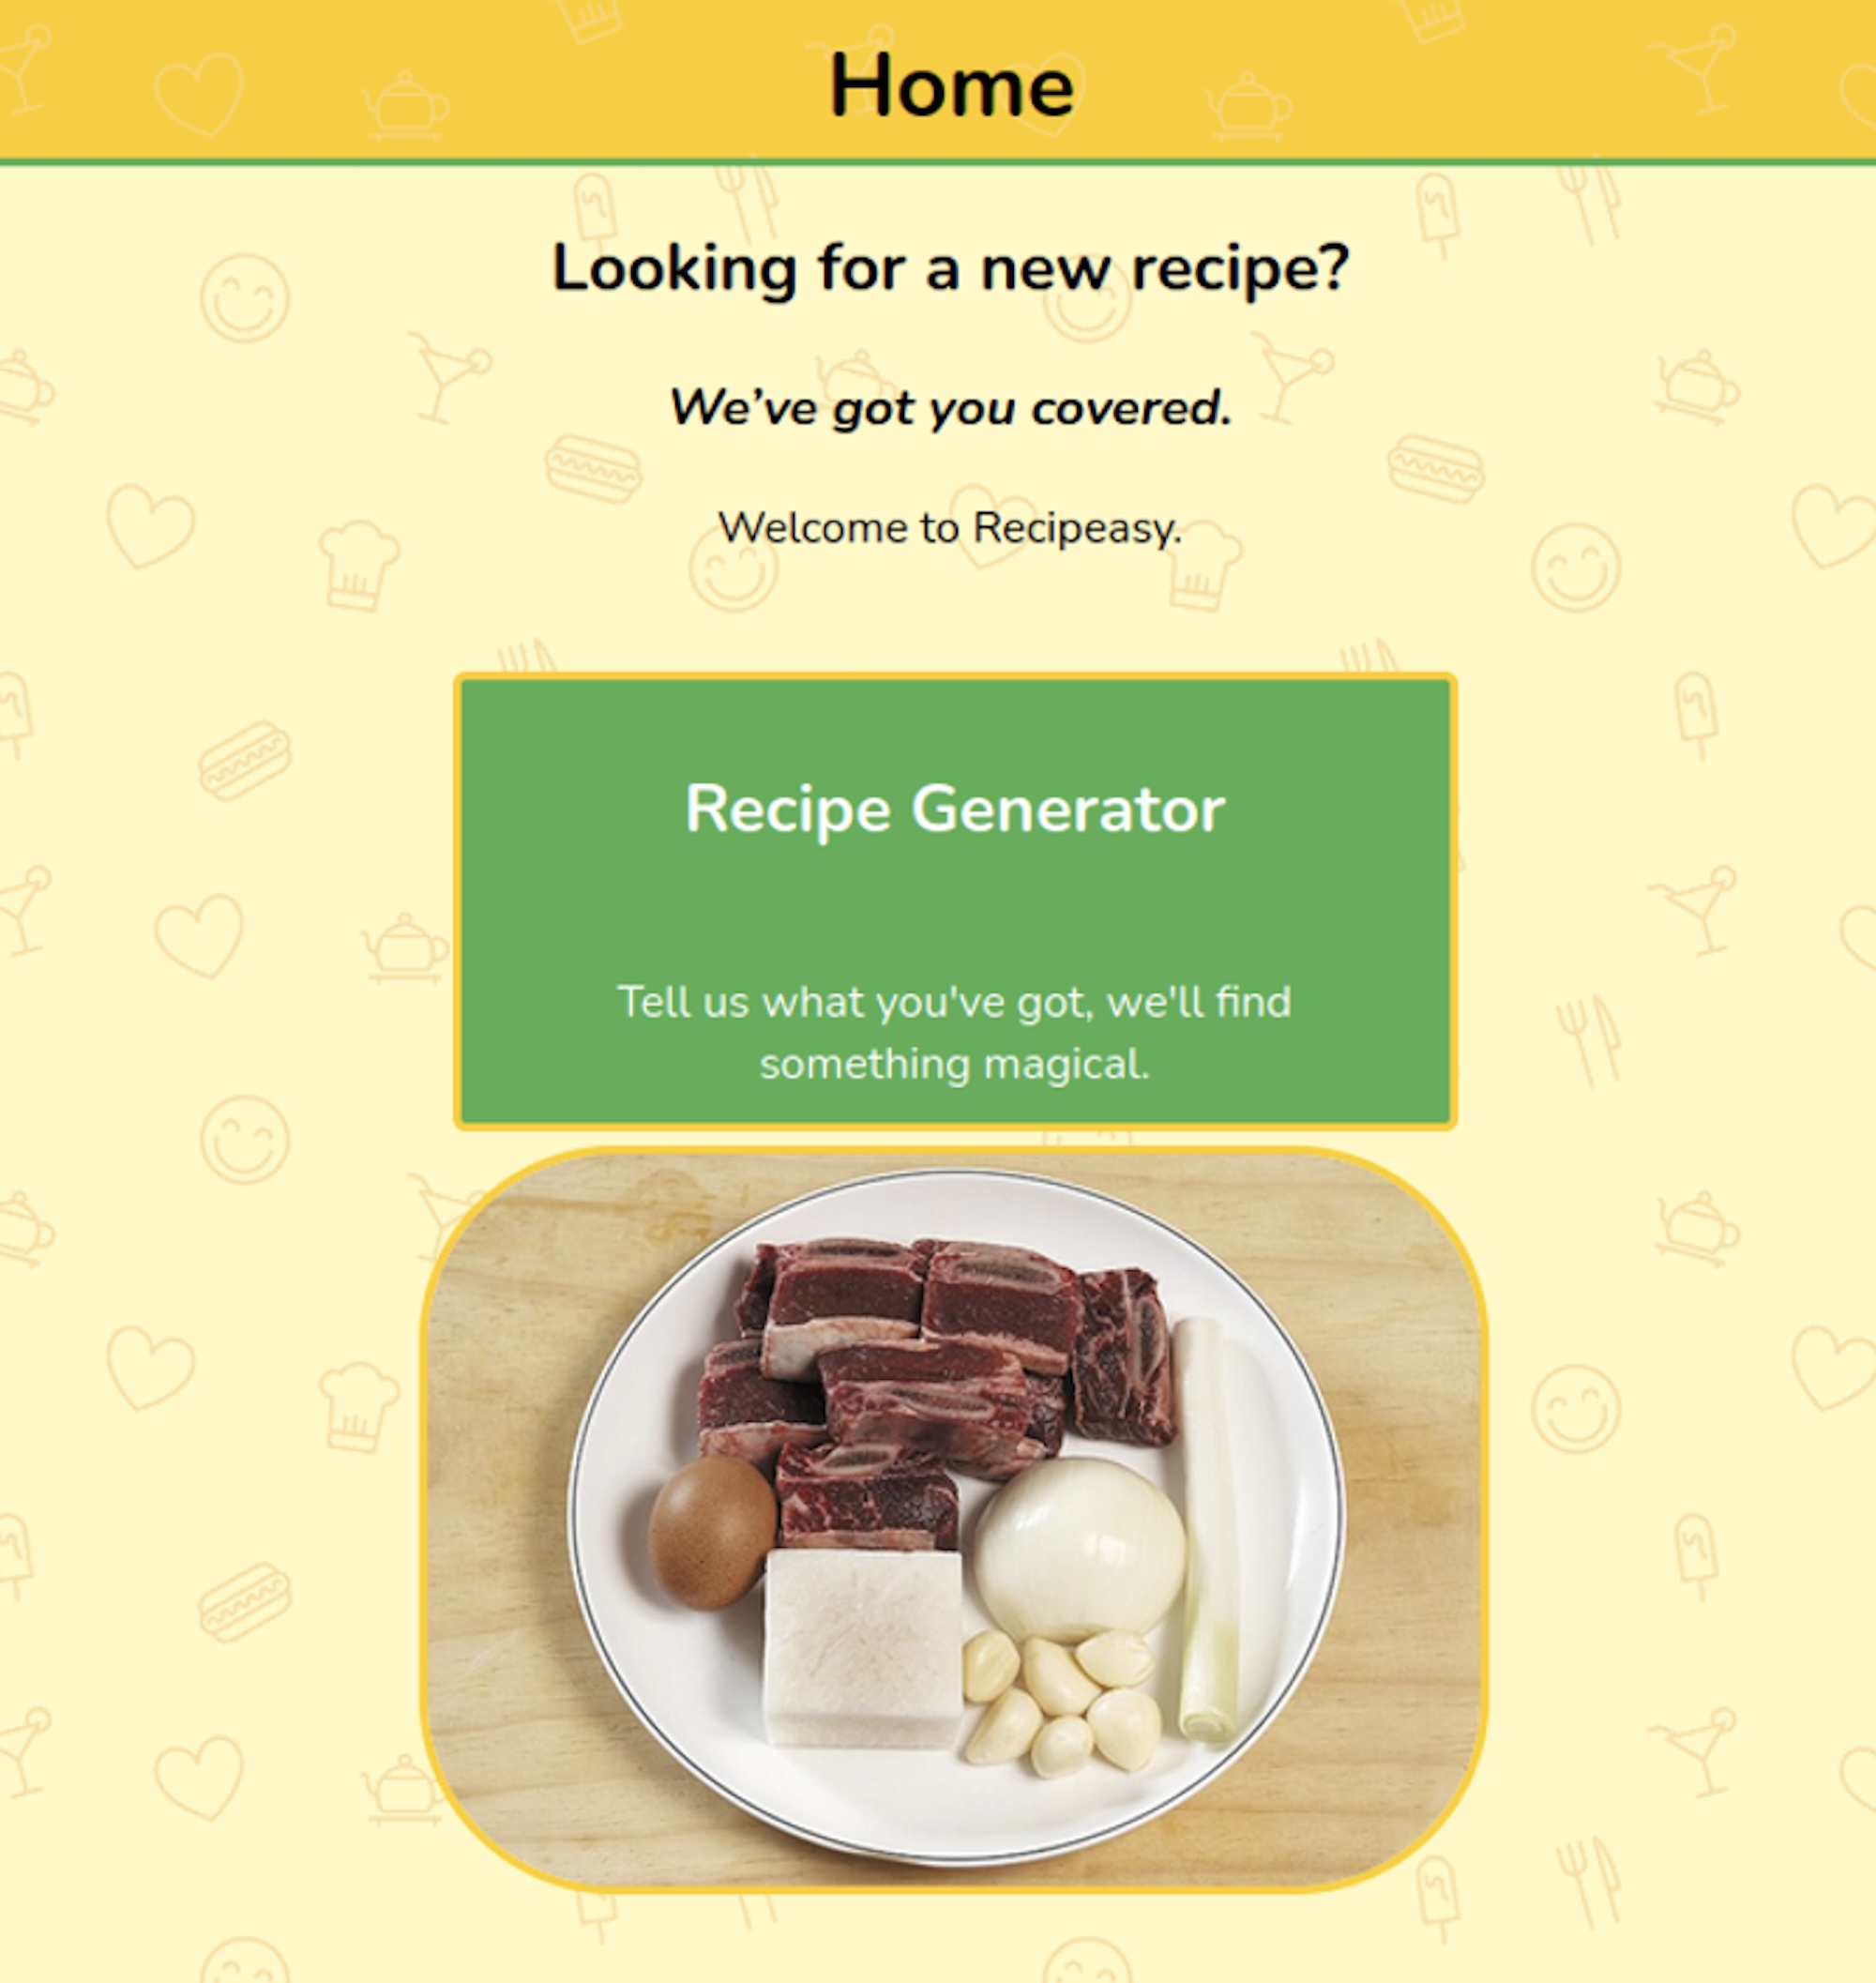 Home
Looking for a new recipe?
We’ve got you covered.
Welcome to Recipeasy.
Recipe Generator
Tell us what you've got, we'll find
something magical.